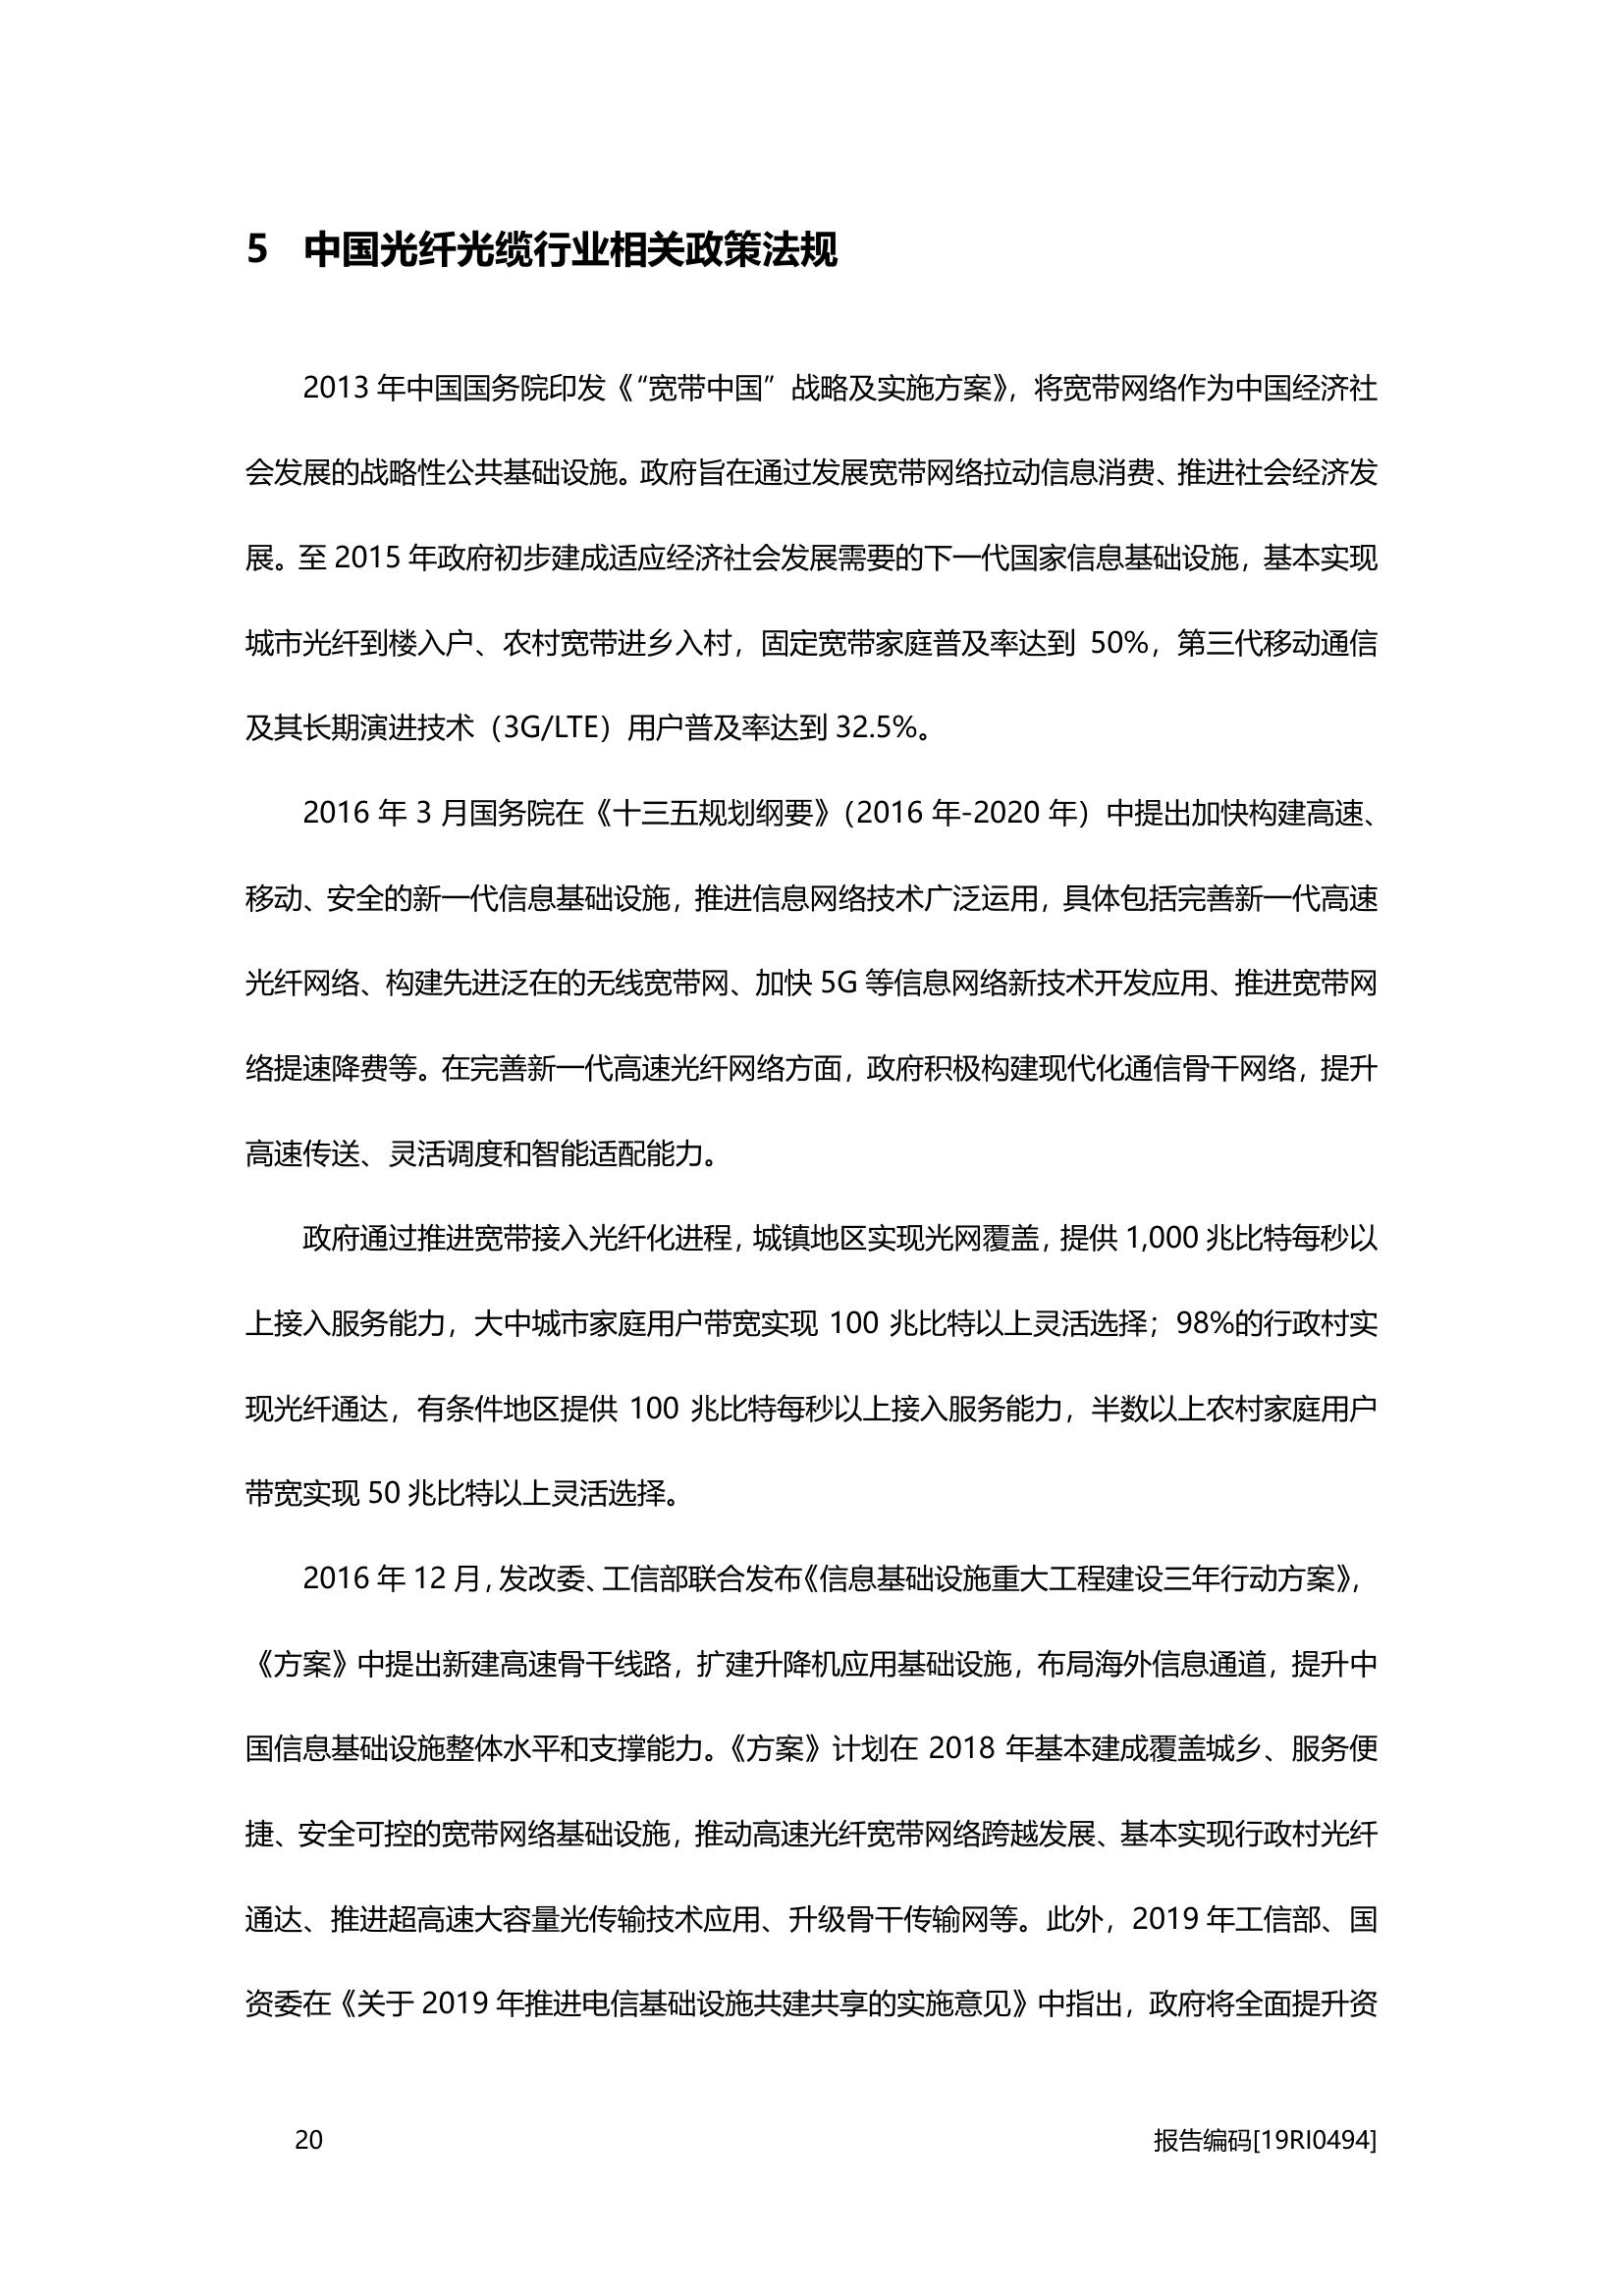 5 中国光纤光缆行业相关政策法规
2013 年中国国务院印发《“宽带中国”战略及实施方案》，将宽带网络作为中国经济社
会发展的战略性公共基础设施。政府旨在通过发展宽带网络拉动信息消费、推进社会经济发
展。至 2015 年政府初步建成适应经济社会发展需要的下一代国家信息基础设施，基本实现
城市光纤到楼入户、农村宽带进乡入村，固定宽带家庭普及率达到 50%，第三代移动通信
及其长期演进技术（3G/LTE）用户普及率达到 32.5%。
2016 年 3 月国务院在《十三五规划纲要》（2016 年-2020 年）中提出加快构建高速、
移动、安全的新一代信息基础设施，推进信息网络技术广泛运用，具体包括完善新一代高速
光纤网络、构建先进泛在的无线宽带网、加快 5G 等信息网络新技术开发应用、推进宽带网
络提速降费等。在完善新一代高速光纤网络方面，政府积极构建现代化通信骨干网络，提升
高速传送、灵活调度和智能适配能力。
政府通过推进宽带接入光纤化进程，城镇地区实现光网覆盖，提供 1,000 兆比特每秒以
上接入服务能力，大中城市家庭用户带宽实现 100 兆比特以上灵活选择；98%的行政村实
现光纤通达，有条件地区提供 100 兆比特每秒以上接入服务能力，半数以上农村家庭用户
带宽实现 50 兆比特以上灵活选择。
2016 年 12 月，发改委、工信部联合发布《信息基础设施重大工程建设三年行动方案》，
《方案》中提出新建高速骨干线路，扩建升降机应用基础设施，布局海外信息通道，提升中
国信息基础设施整体水平和支撑能力。《方案》计划在 2018 年基本建成覆盖城乡、服务便
捷、安全可控的宽带网络基础设施，推动高速光纤宽带网络跨越发展、基本实现行政村光纤
通达、推进超高速大容量光传输技术应用、升级骨干传输网等。此外，2019 年工信部、国
资委在《关于 2019 年推进电信基础设施共建共享的实施意见》中指出，政府将全面提升资
20 报告编码[19RI0494]